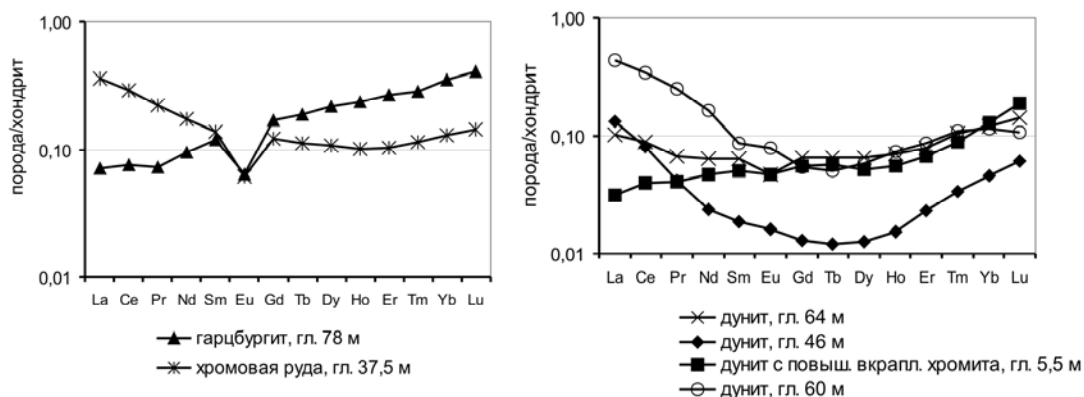 1,00
0,10
0,01
порода/хондрит
La Ce Pr Nd Sm Eu Gd Tb Dy Ho Er Tm Yb Lu
гарцбургит, гл. 78 м
хромовая руда, гл. 37,5 м
1,00
0,10
0,01
порода/хондрит
La Ce Pr Nd Sm Eu Gd Tb Dy Ho Er Tm Yb Lu
дунит, гл. 64 м
дунит, гл. 46 м
дунит с повыш. вкрапл. хромита, гл. 5,5 м
дунит, гл. 60 м